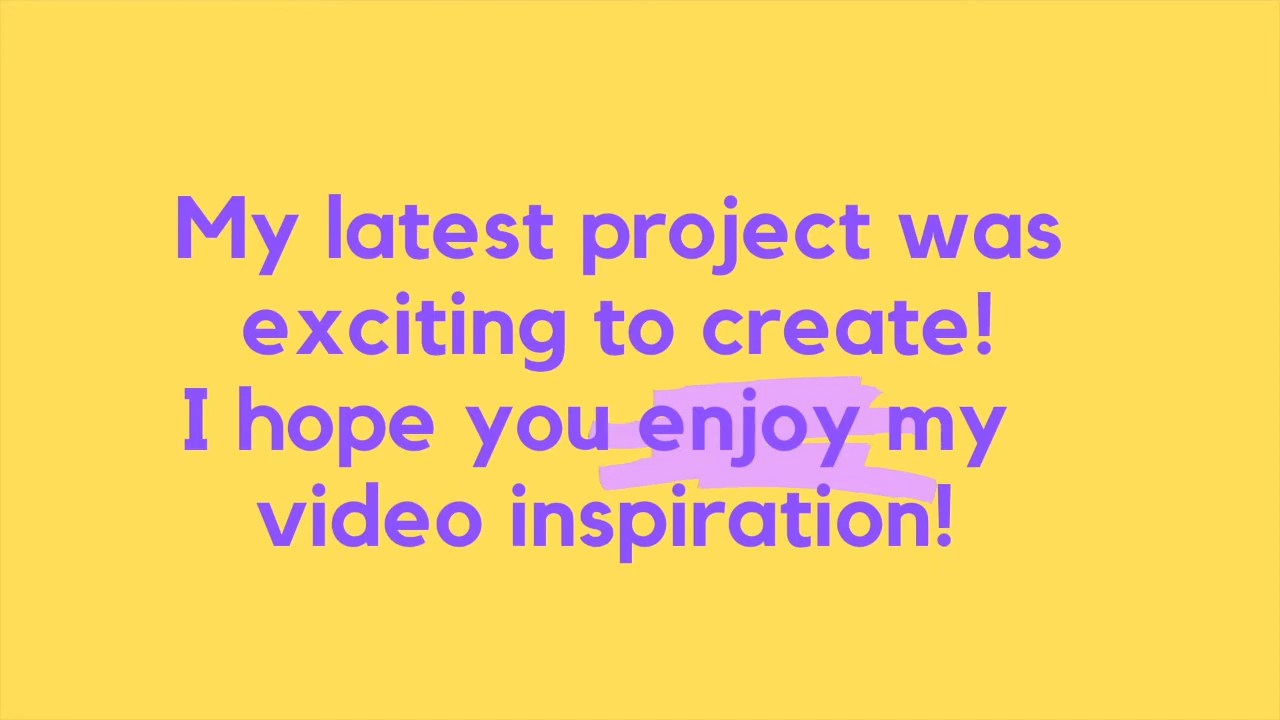 My latest project was
exciting to create!
I hope you enjoy my
video inspiration!